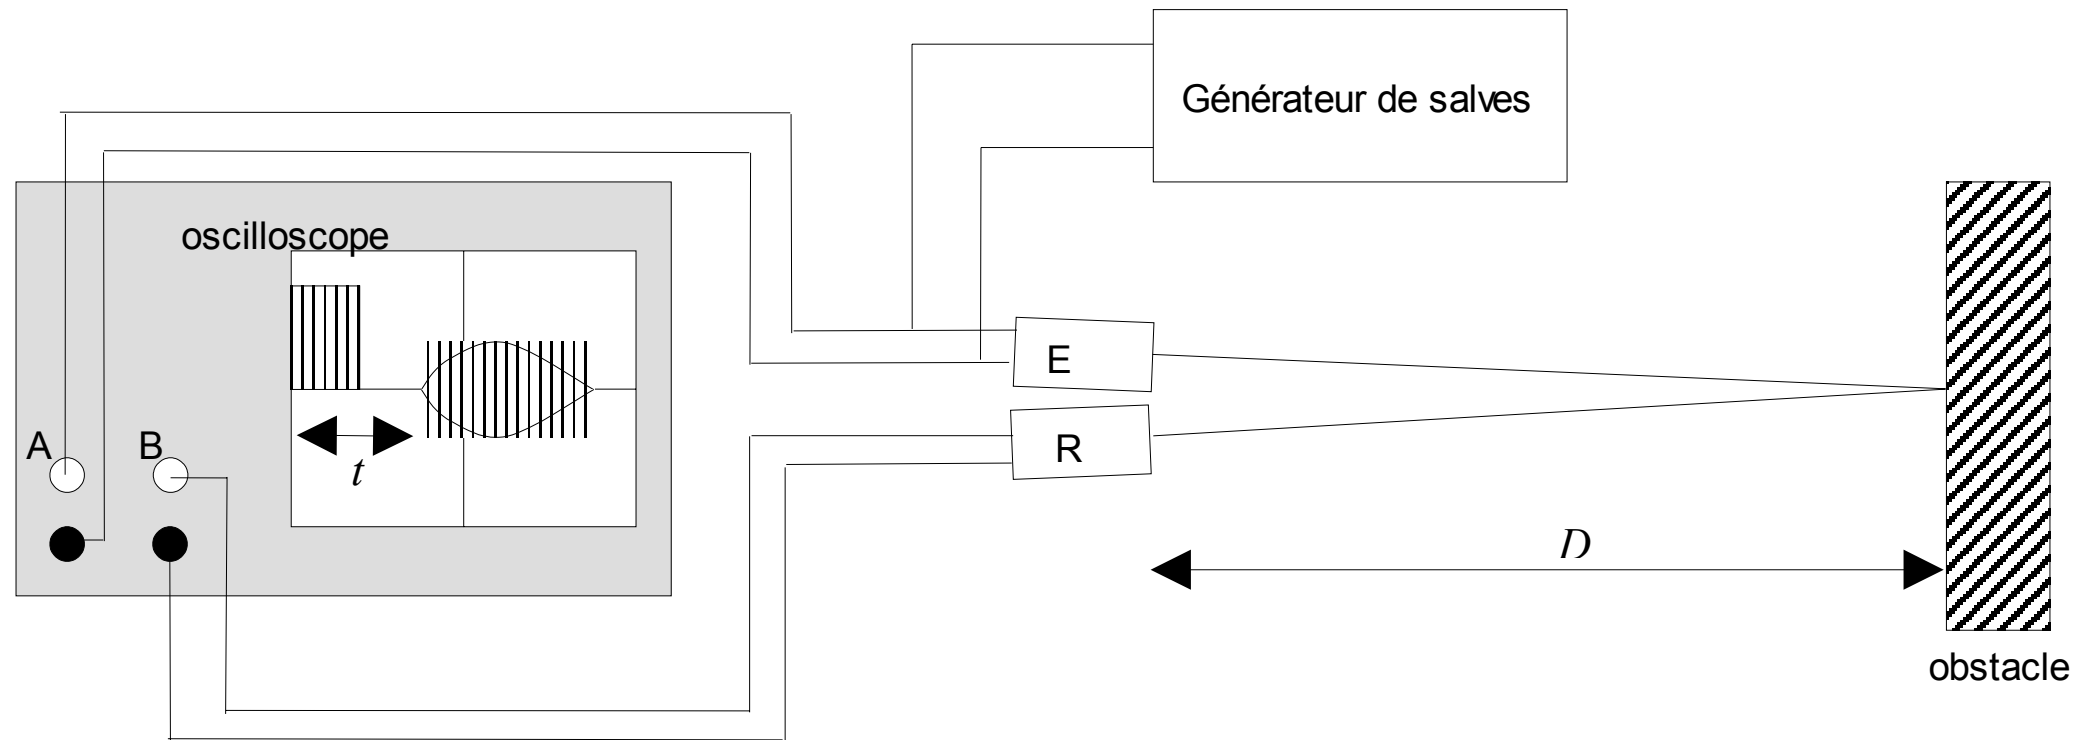 Générateur de salves
oscilloscope
E
A
B
R
t
D
obstacle